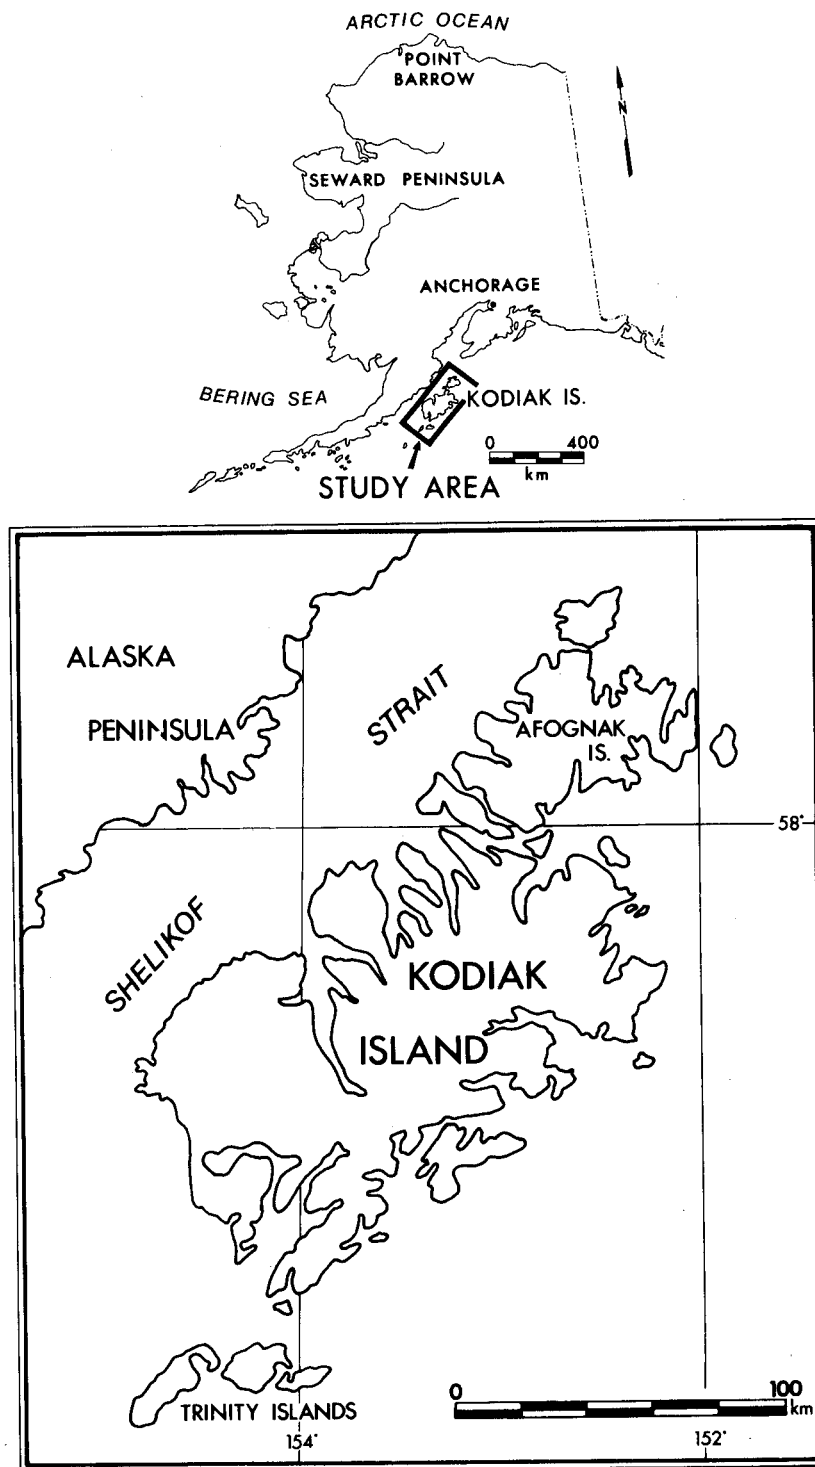 ARCTIC OCEAN
POINT
BARROW
N
SEWARD PENINSULA
ANCHORAGE
BERING SEA
KODIAK IS.
0 400
km
STUDY AREA
ALASKA
PENINSULA
STRAIT
AFOGNAK
IS.
58°
SHELIKOF
KODIAK
ISLAND
TRINITY ISLANDS
0 100
km
154° 152°